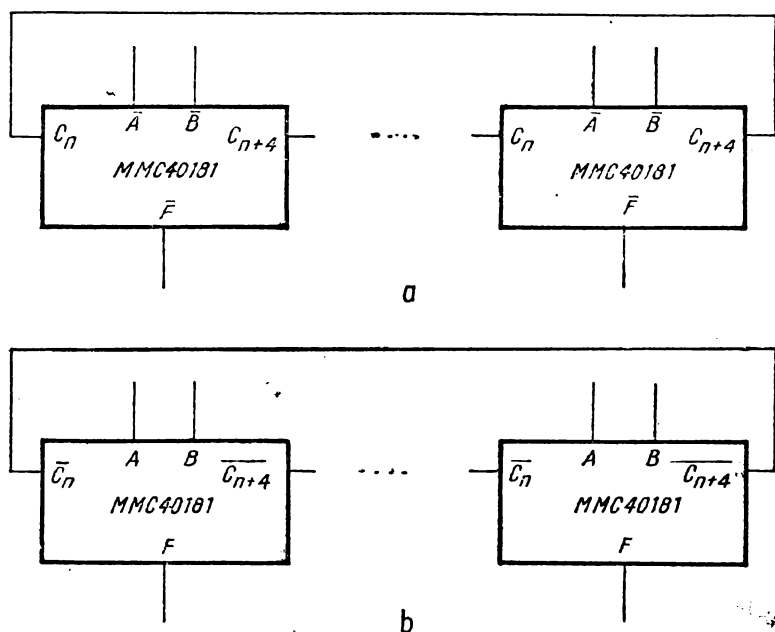 Ā B̄ Ā B̄
Cₙ Cₙ₊₄ ..... Cₙ Cₙ₊₄
MMC40181 MMC40181
F̄ F̄
a
A B A B
C̅ₙ C̅ₙ₊₄ ..... C̅ₙ C̅ₙ₊₄
MMC40181 MMC40181
F F
b